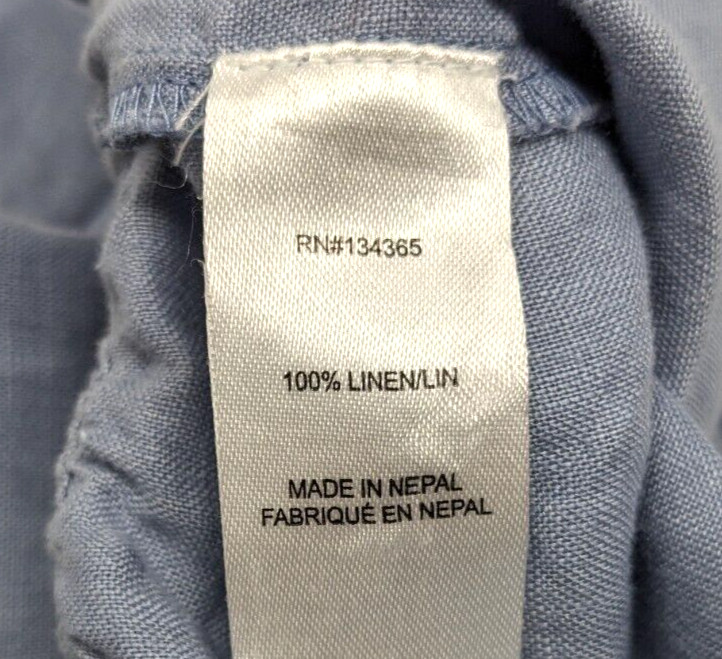 RN#134365
100% LINEN/LIN
MADE IN NEPAL
FABRIQUÉ EN NEPAL